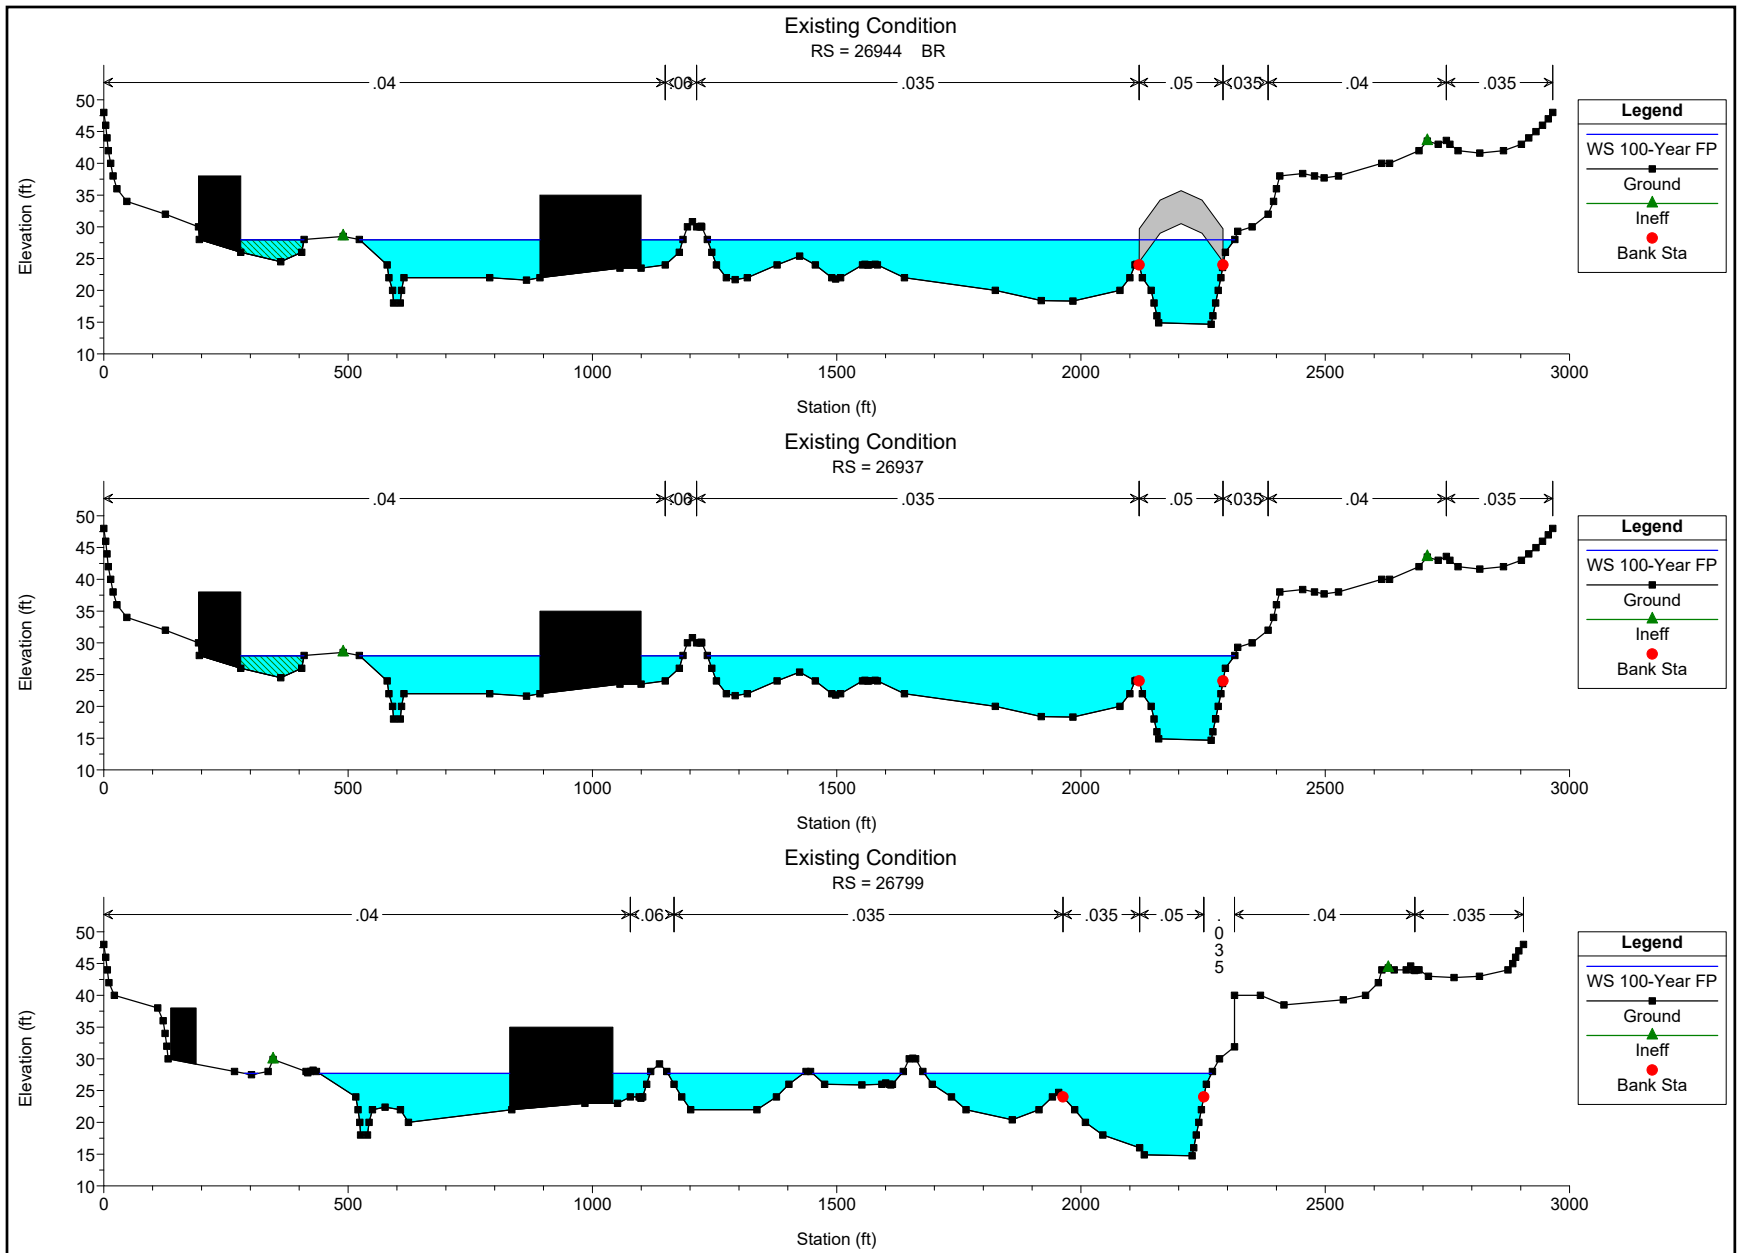 Existing Condition
RS = 26944 BR
.04 .06 .035 .05 .035 .04 .035
50
45
40
35
30
25
20
15
10
Elevation (ft)
0 500 1000 1500 2000 2500 3000
Station (ft)
Legend
WS 100-Year FP
Ground
Ineff
Bank Sta
Existing Condition
RS = 26937
.04 .06 .035 .05 .035 .04 .035
50
45
40
35
30
25
20
15
10
Elevation (ft)
0 500 1000 1500 2000 2500 3000
Station (ft)
Legend
WS 100-Year FP
Ground
Ineff
Bank Sta
Existing Condition
RS = 26799
.04 .06 .035 .035 .05 .035 .04 .035
50
45
40
35
30
25
20
15
10
Elevation (ft)
0 500 1000 1500 2000 2500 3000
Station (ft)
Legend
WS 100-Year FP
Ground
Ineff
Bank Sta